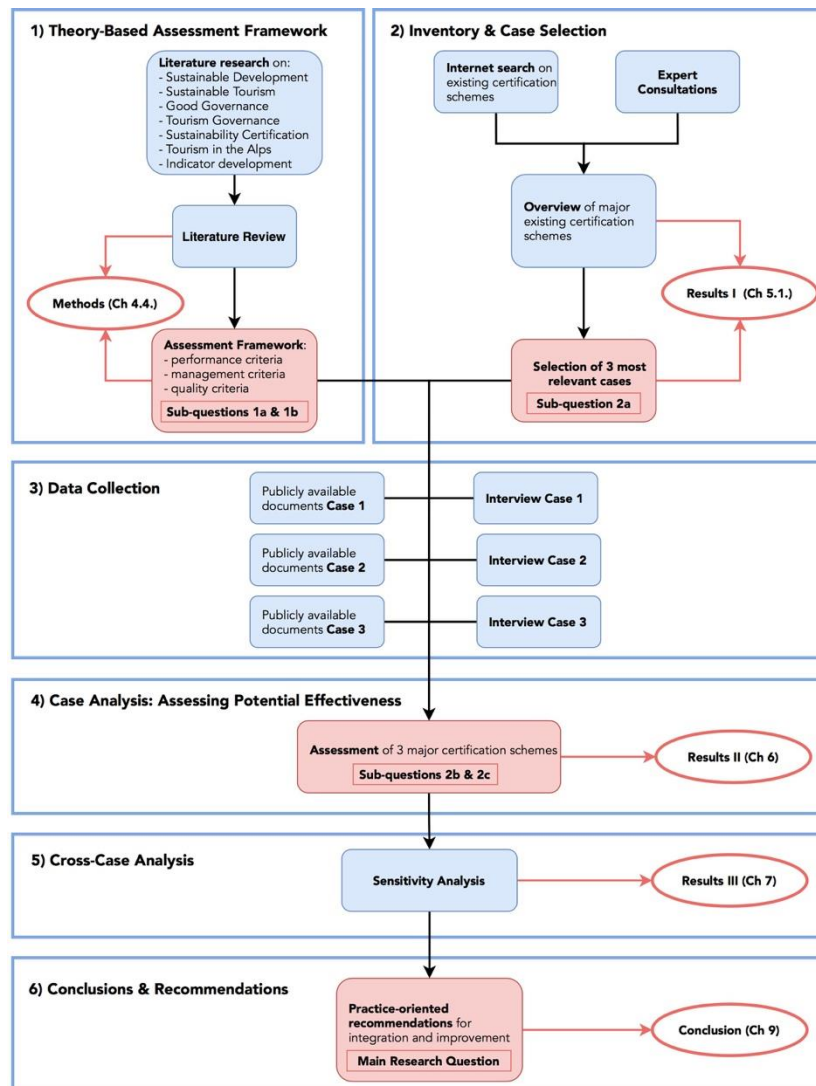 1) Theory-Based Assessment Framework
Literature research on:
- Sustainable Development
- Sustainable Tourism
- Good Governance
- Tourism Governance
- Sustainability Certification
- Tourism in the Alps
- Indicator development
Literature Review
Methods (Ch 4.4.)
Assessment Framework:
- performance criteria
- management criteria
- quality criteria
Sub-questions 1a & 1b
2) Inventory & Case Selection
Internet search on
existing certification
schemes
Expert
Consultations
Overview of major
existing certification
schemes
Results I (Ch 5.1.)
Selection of 3 most
relevant cases
Sub-question 2a
3) Data Collection
Publicly available
documents Case 1
Interview Case 1
Publicly available
documents Case 2
Interview Case 2
Publicly available
documents Case 3
Interview Case 3
4) Case Analysis: Assessing Potential Effectiveness
Assessment of 3 major certification schemes
Sub-questions 2b & 2c
Results II (Ch 6)
5) Cross-Case Analysis
Sensitivity Analysis
Results III (Ch 7)
6) Conclusions & Recommendations
Practice-oriented
recommendations for
integration and improvement
Main Research Question
Conclusion (Ch 9)